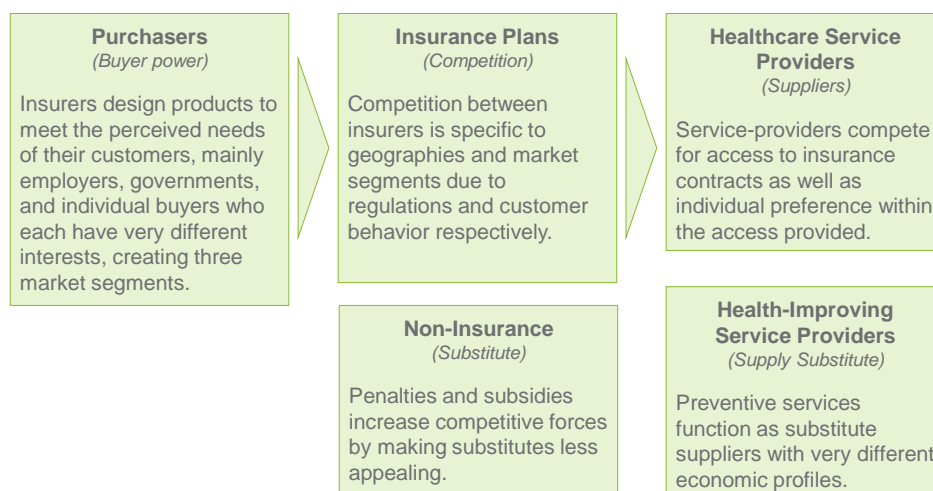 Purchasers
(Buyer power)
Insurers design products to
meet the perceived needs
of their customers, mainly
employers, governments,
and individual buyers who
each have very different
interests, creating three
market segments.
Insurance Plans
(Competition)
Competition between
insurers is specific to
geographies and market
segments due to
regulations and customer
behavior respectively.
Healthcare Service
Providers
(Suppliers)
Service-providers compete
for access to insurance
contracts as well as
individual preference within
the access provided.
Non-Insurance
(Substitute)
Penalties and subsidies
increase competitive forces
by making substitutes less
appealing.
Health-Improving
Service Providers
(Supply Substitute)
Preventive services
function as substitute
suppliers with very different
economic profiles.